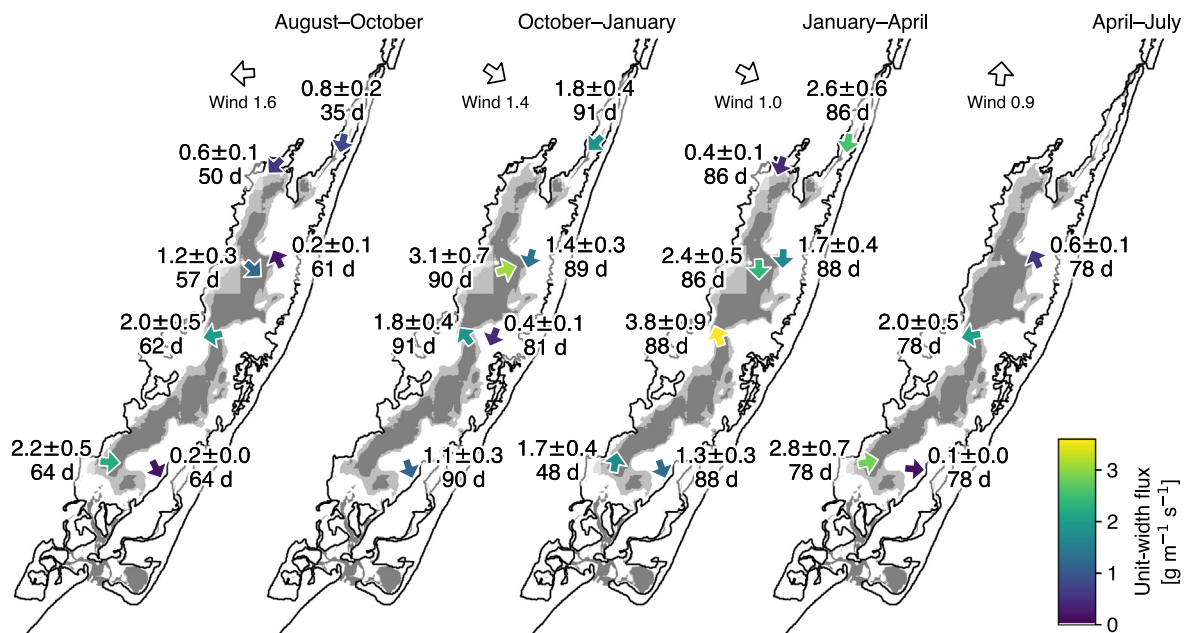 August–October
Wind 1.6
0.8±0.2
35 d
0.6±0.1
50 d
1.2±0.3
57 d
0.2±0.1
61 d
2.0±0.5
62 d
2.2±0.5
64 d
0.2±0.0
64 d
October–January
Wind 1.4
1.8±0.4
91 d
3.1±0.7
90 d
1.4±0.3
89 d
1.8±0.4
91 d
0.4±0.1
81 d
1.1±0.3
90 d
January–April
Wind 1.0
2.6±0.6
86 d
0.4±0.1
86 d
2.4±0.5
86 d
1.7±0.4
88 d
3.8±0.9
88 d
1.7±0.4
48 d
1.3±0.3
88 d
April–July
Wind 0.9
0.6±0.1
78 d
2.0±0.5
78 d
2.8±0.7
78 d
0.1±0.0
78 d
3
2
1
0
Unit-width flux
[g m⁻¹ s⁻¹]